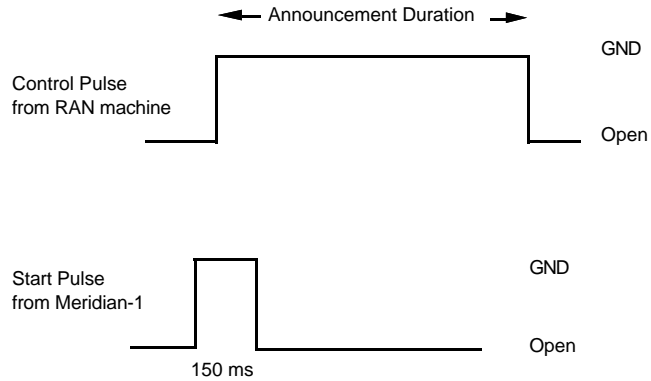 Announcement Duration
GND
Control Pulse
from RAN machine
Open
Start Pulse
from Meridian-1
GND
Open
150 ms